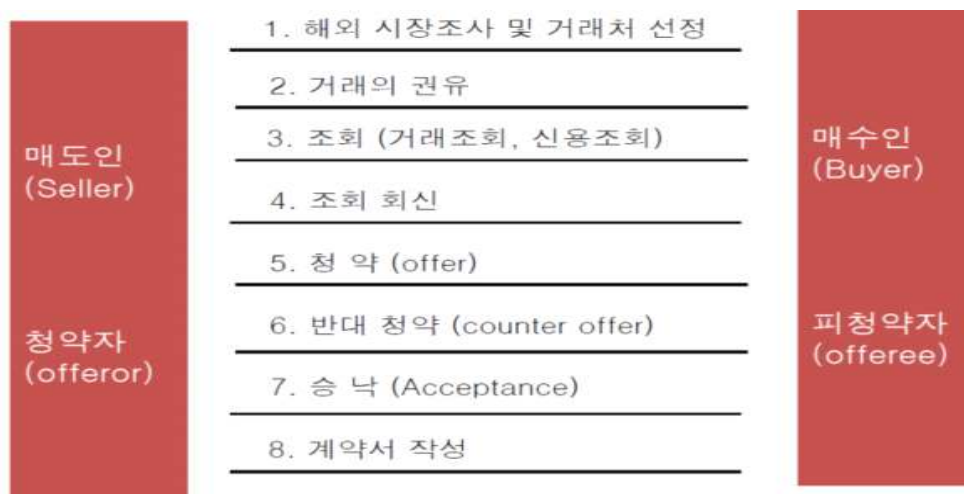 매도인
(Seller)
청약자
(offeror)
1. 해외 시장조사 및 거래처 선정
2. 거래의 권유
3. 조회 (거래조회, 신용조회)
4. 조회 회신
5. 청 약 (offer)
6. 반대 청약 (counter offer)
7. 승 낙 (Acceptance)
8. 계약서 작성
매수인
(Buyer)
피청약자
(offeree)